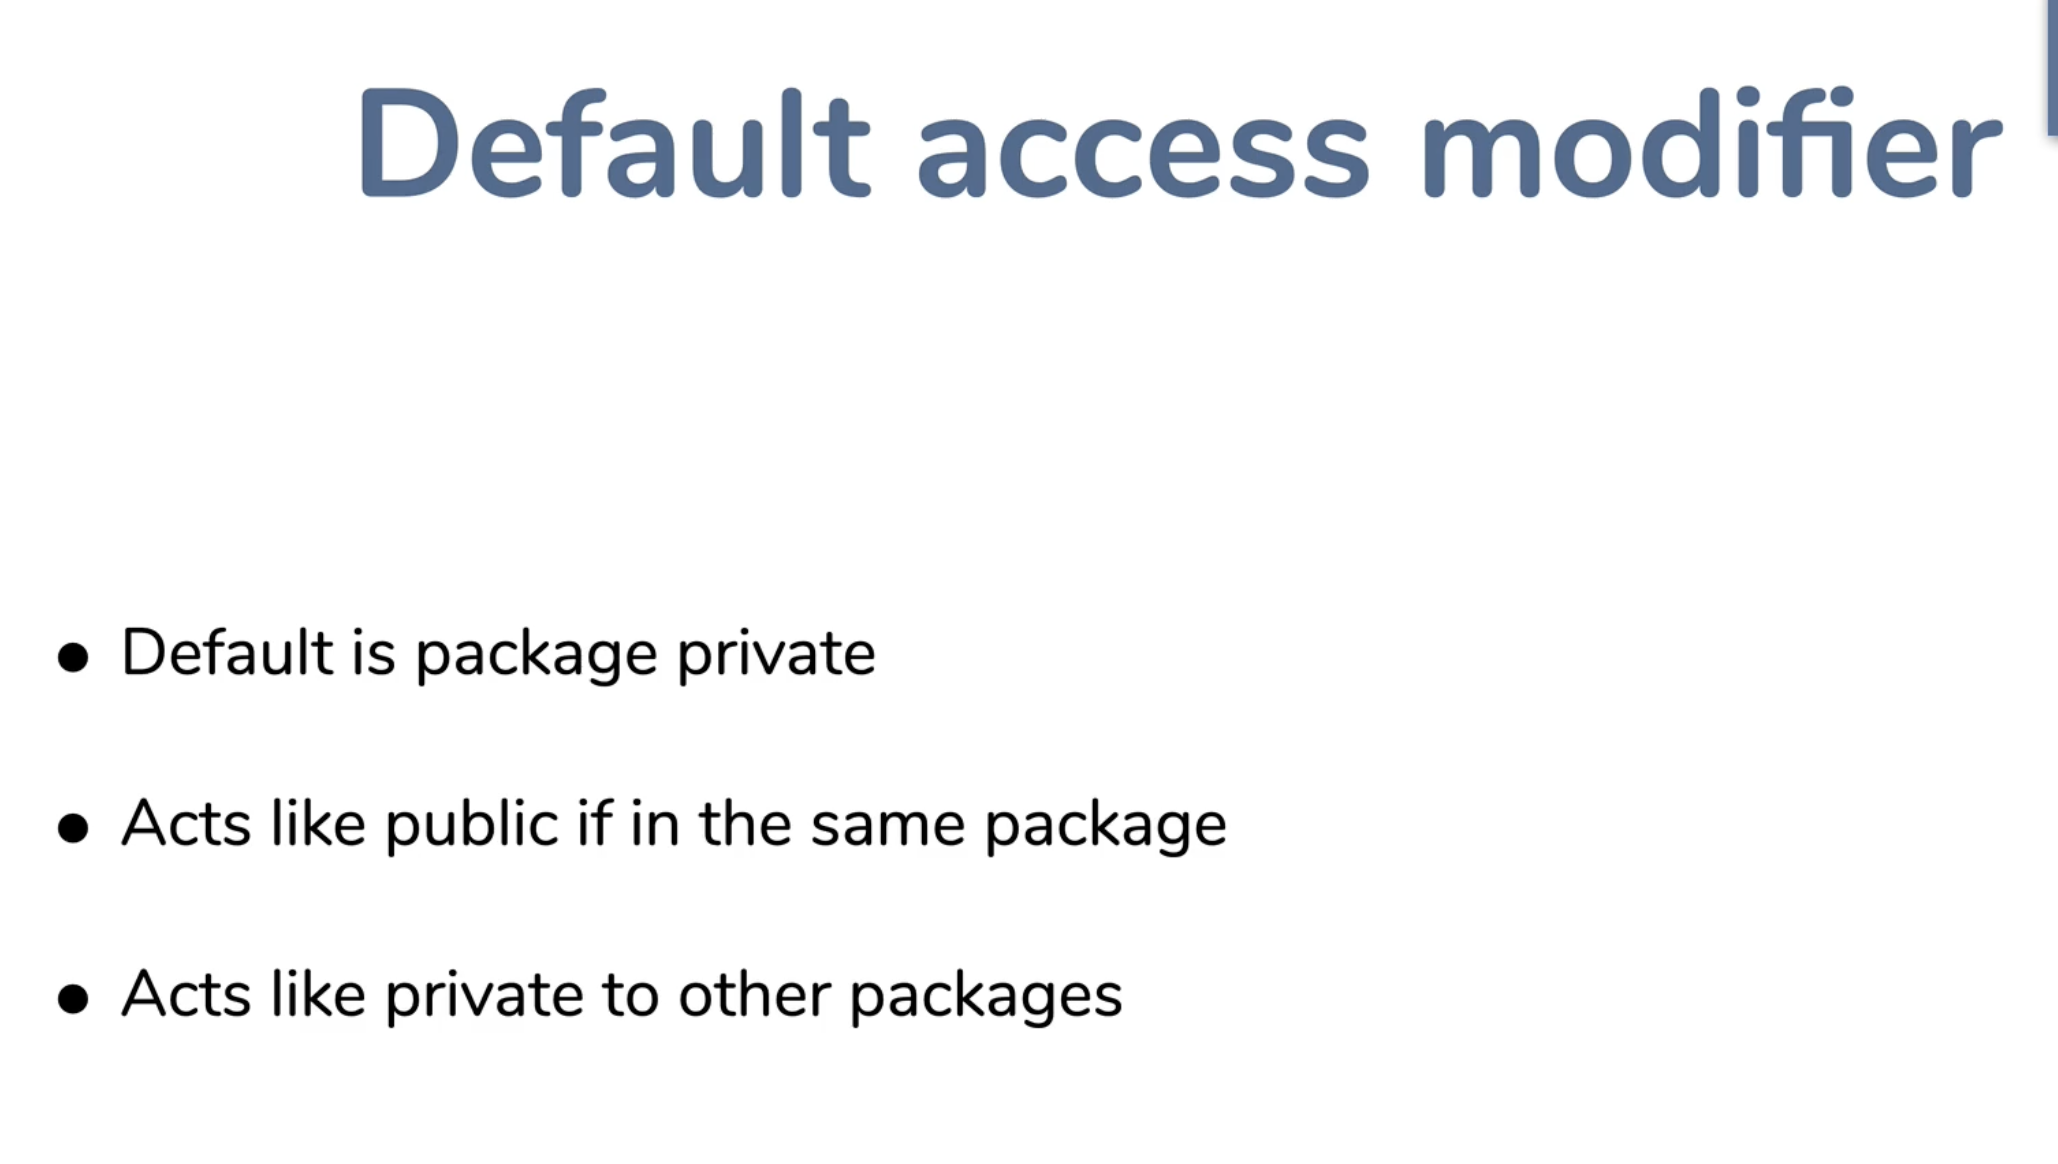 Default access modifier
● Default is package private
● Acts like public if in the same package
● Acts like private to other packages